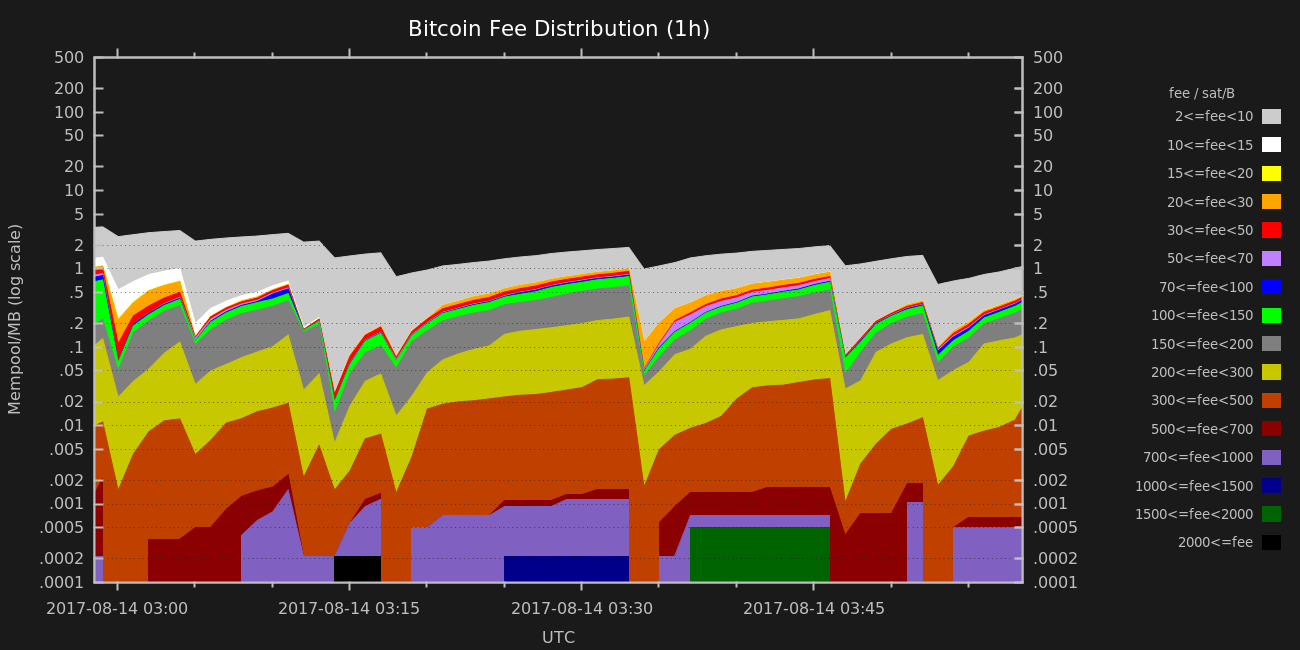 Bitcoin Fee Distribution (1h)
Mempool/MB (log scale)
500
200
100
50
20
10
5
2
1
.5
.2
.1
.05
.02
.01
.005
.002
.001
.0005
.0002
.0001
500
200
100
50
20
10
5
2
1
.5
.2
.1
.05
.02
.01
.005
.002
.001
.0005
.0002
.0001
2017-08-14 03:00
2017-08-14 03:15
2017-08-14 03:30
2017-08-14 03:45
UTC
fee / sat/B
2<=fee<10
10<=fee<15
15<=fee<20
20<=fee<30
30<=fee<50
50<=fee<70
70<=fee<100
100<=fee<150
150<=fee<200
200<=fee<300
300<=fee<500
500<=fee<700
700<=fee<1000
1000<=fee<1500
1500<=fee<2000
2000<=fee